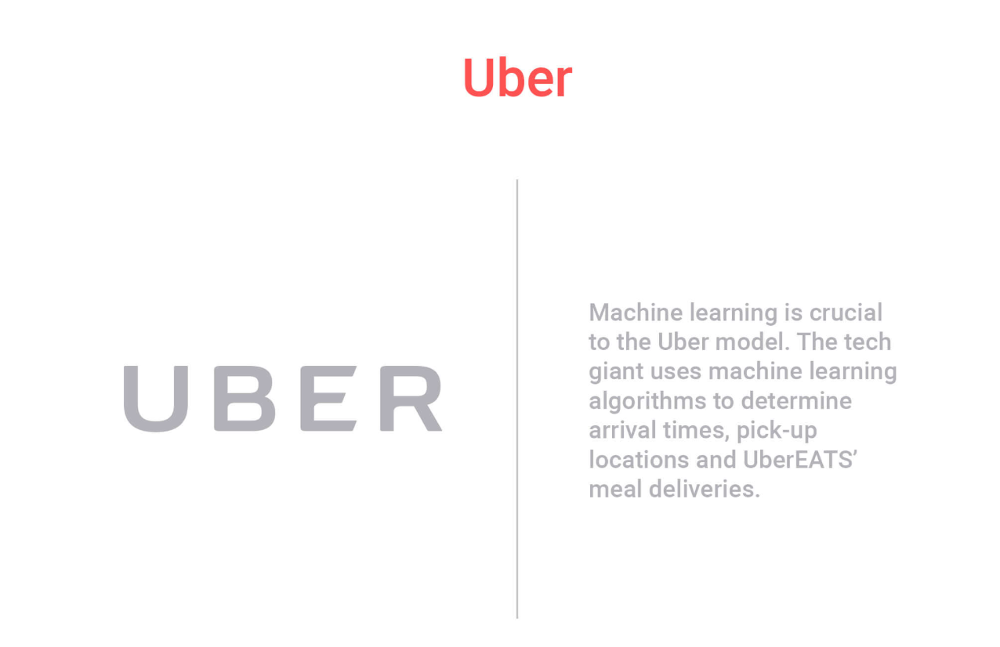 Uber
UBER
Machine learning is crucial
to the Uber model. The tech
giant uses machine learning
algorithms to determine
arrival times, pick-up
locations and UberEATS’
meal deliveries.